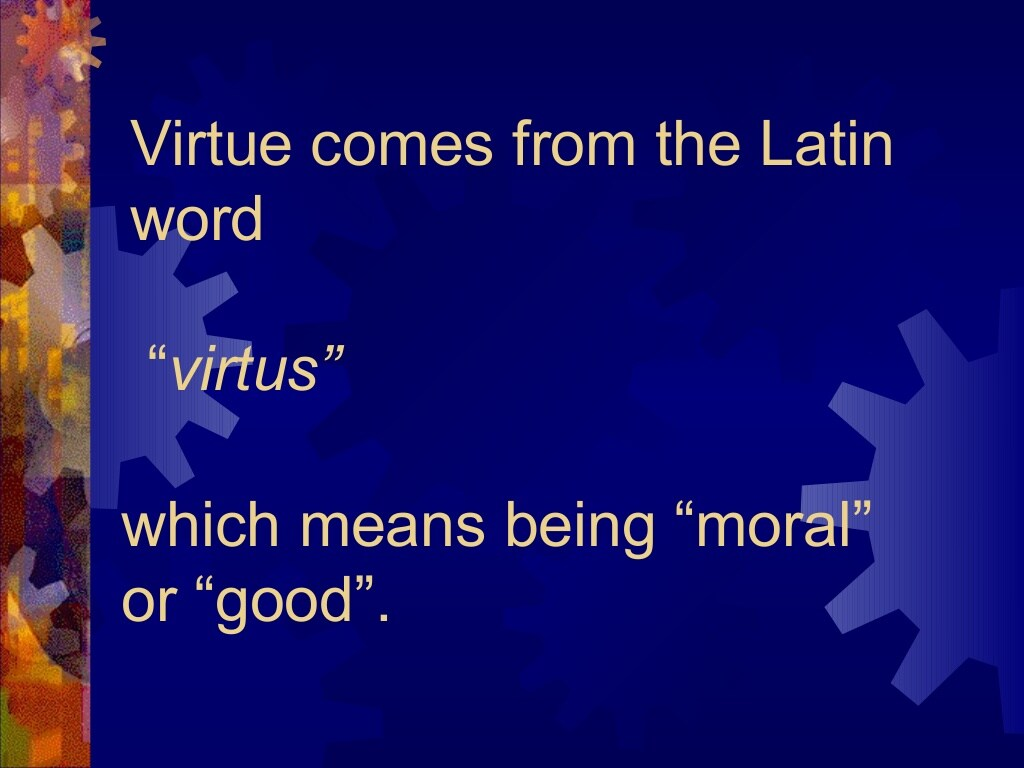 Virtue comes from the Latin
word
“virtus”
which means being “moral”
or “good”.